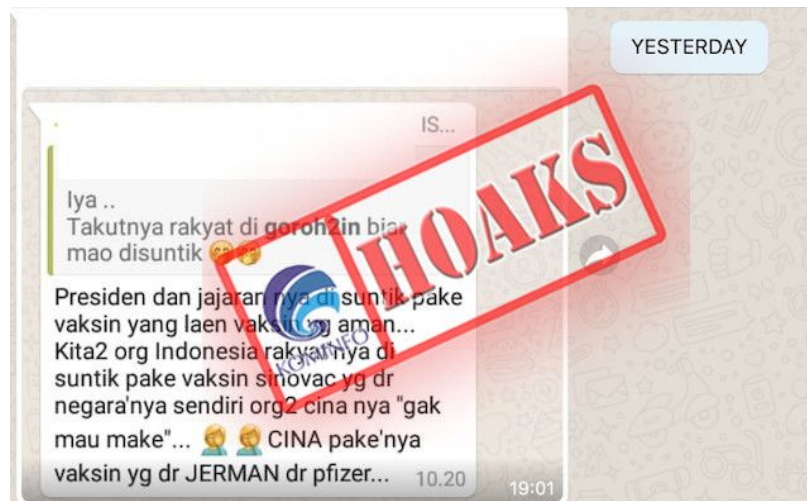 YESTERDAY
IS...
Iya ..
Takutnya rakyat di goroh2in biar
mao disuntik 🤭🤭
HOAKS
KOMINFO
Presiden dan jajaran nya di suntik pake
vaksin yang laen vaksin yg aman...
Kita2 org Indonesia rakyat nya di
suntik pake vaksin sinovac yg dr
negara'nya sendiri org2 cina nya "gak
mau make"... 🤦 🤦 CINA pake'nya
vaksin yg dr JERMAN dr pfizer... 10.20
19:01